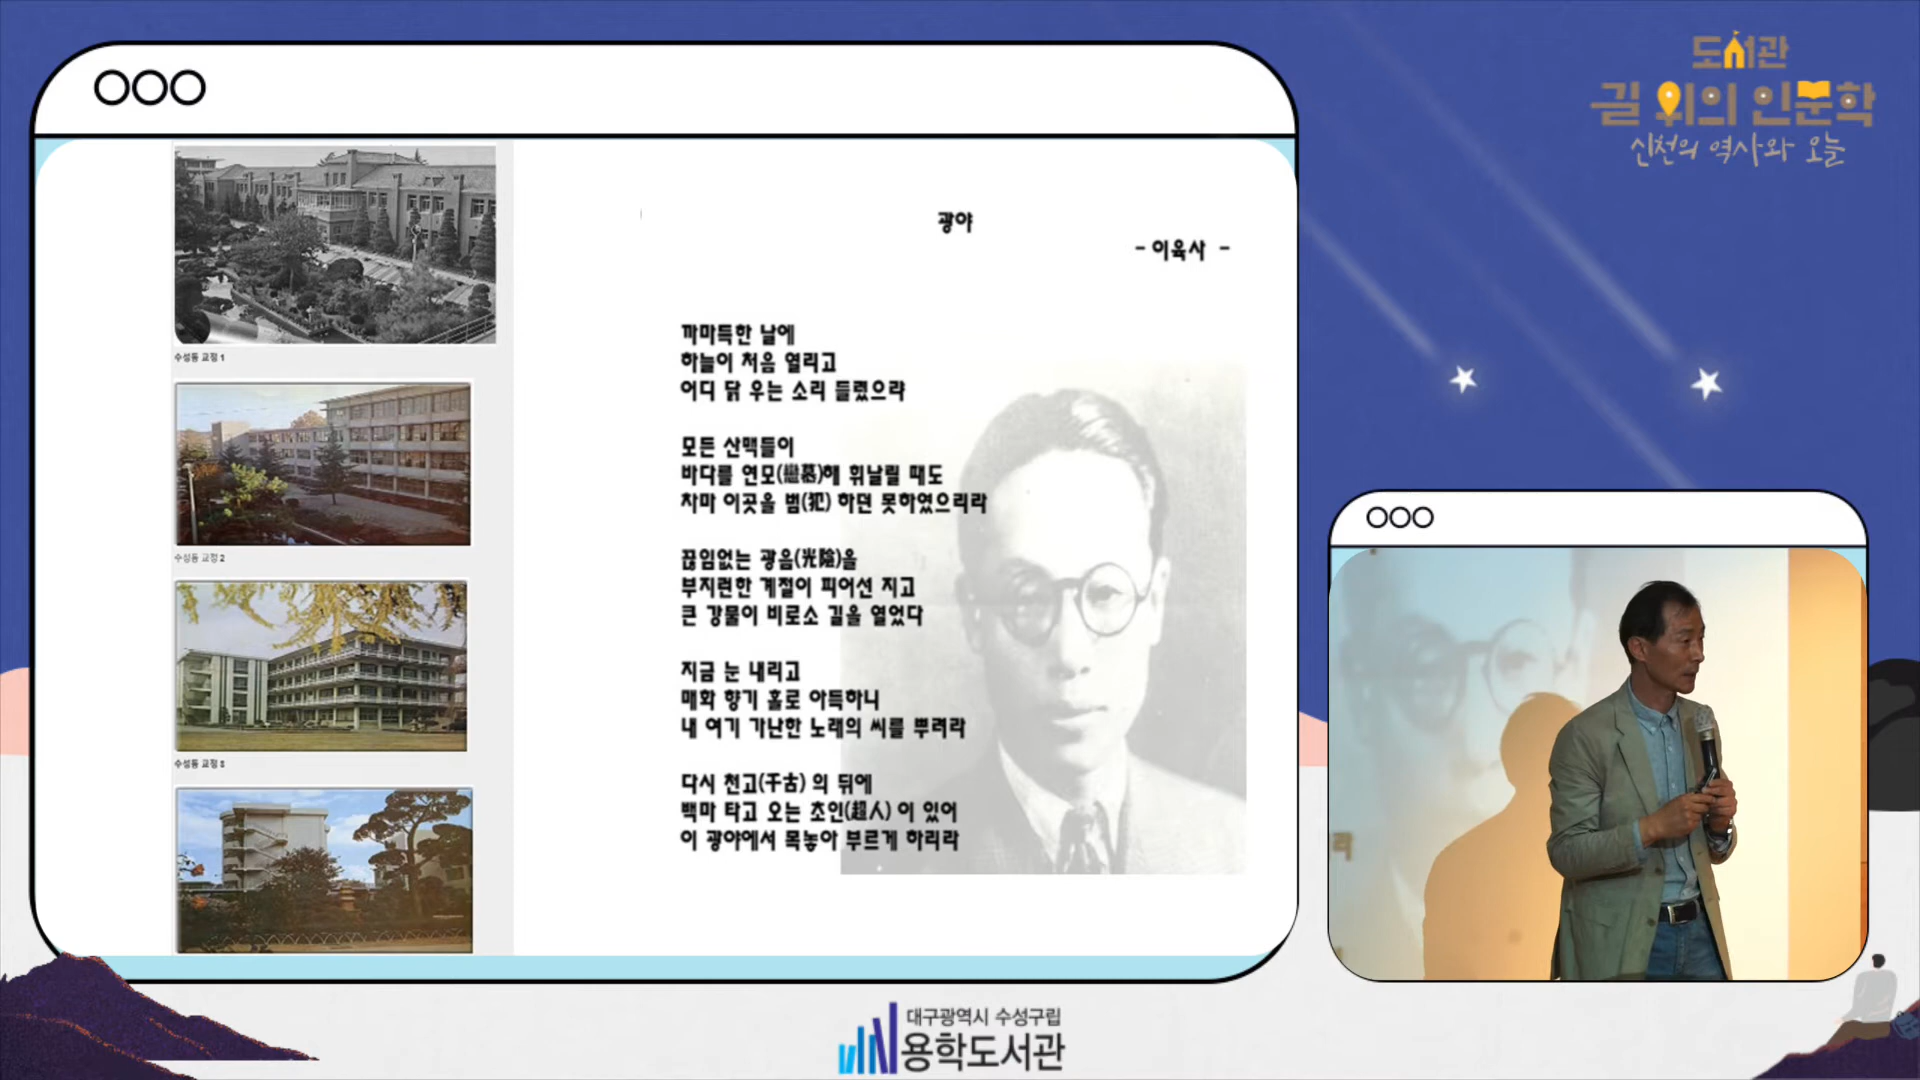 도서관
길 위의 인문학
신천의 역사와 오늘
수성동 교정 1
수성동 교정 2
수성동 교정 3
광야
- 이육사 -
까마득한 날에
하늘이 처음 열리고
어디 닭 우는 소리 들렸으랴
모든 산맥들이
바다를 연모(戀慕)해 휘날릴 때도
차마 이곳을 범(犯) 하던 못하였으리라
끊임없는 광음(光陰)을
부지런한 계절이 피어선 지고
큰 강물이 비로소 길을 열었다
지금 눈 내리고
매화 향기 홀로 아득하니
내 여기 가난한 노래의 씨를 뿌려라
다시 천고(千古) 의 뒤에
백마 타고 오는 초인(超人) 이 있어
이 광야에서 목놓아 부르게 하리라
대구광역시 수성구립
용학도서관